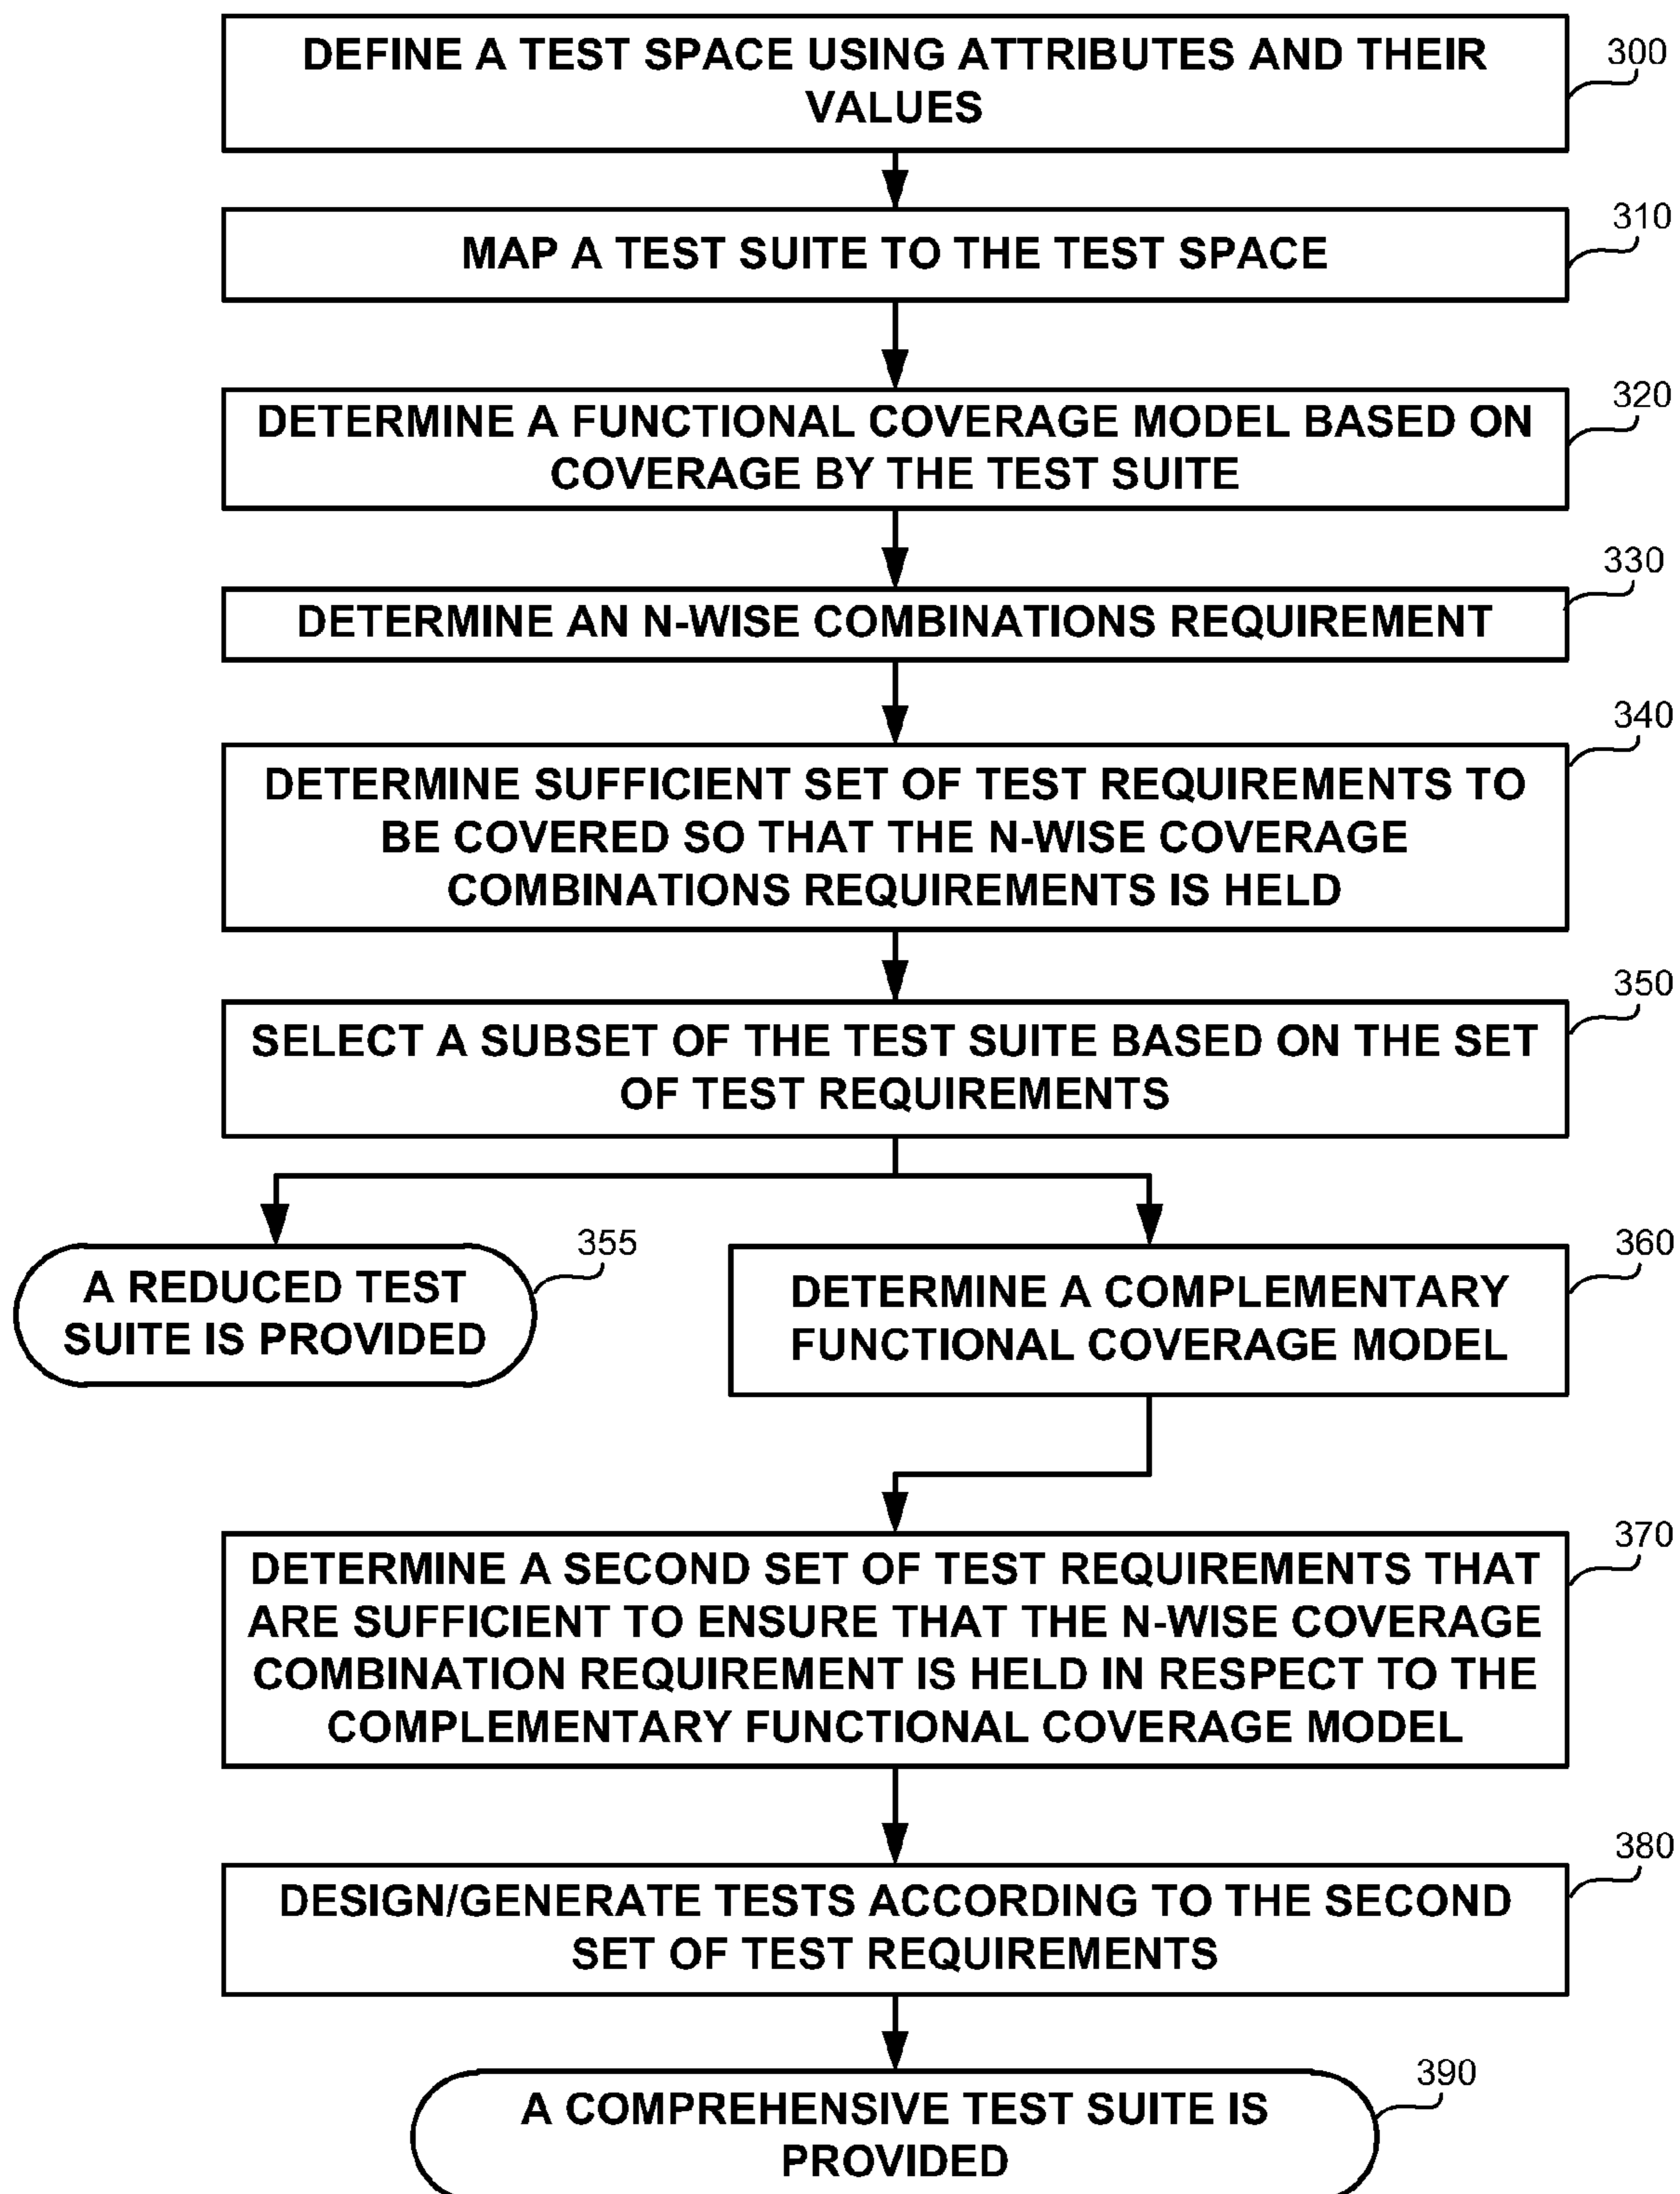 DEFINE A TEST SPACE USING ATTRIBUTES AND THEIR
VALUES
300
MAP A TEST SUITE TO THE TEST SPACE
310
DETERMINE A FUNCTIONAL COVERAGE MODEL BASED ON
COVERAGE BY THE TEST SUITE
320
DETERMINE AN N-WISE COMBINATIONS REQUIREMENT
330
DETERMINE SUFFICIENT SET OF TEST REQUIREMENTS TO
BE COVERED SO THAT THE N-WISE COVERAGE
COMBINATIONS REQUIREMENTS IS HELD
340
SELECT A SUBSET OF THE TEST SUITE BASED ON THE SET
OF TEST REQUIREMENTS
350
A REDUCED TEST
SUITE IS PROVIDED
355
DETERMINE A COMPLEMENTARY
FUNCTIONAL COVERAGE MODEL
360
DETERMINE A SECOND SET OF TEST REQUIREMENTS THAT
ARE SUFFICIENT TO ENSURE THAT THE N-WISE COVERAGE
COMBINATION REQUIREMENT IS HELD IN RESPECT TO THE
COMPLEMENTARY FUNCTIONAL COVERAGE MODEL
370
DESIGN/GENERATE TESTS ACCORDING TO THE SECOND
SET OF TEST REQUIREMENTS
380
A COMPREHENSIVE TEST SUITE IS
PROVIDED
390